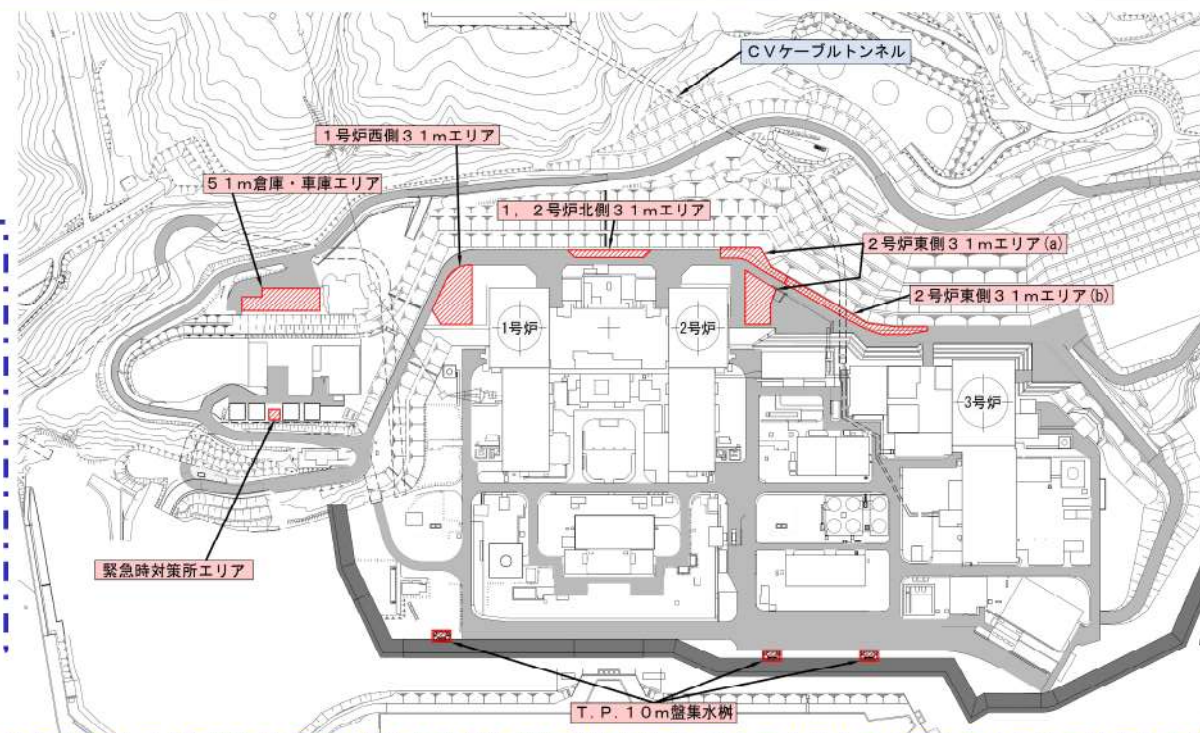 CVケーブルトンネル
1号炉西側31mエリア
51m倉庫・車庫エリア
1,2号炉北側31mエリア
2号炉東側31mエリア(a)
2号炉東側31mエリア(b)
1号炉
2号炉
3号炉
緊急時対策所エリア
T.P.10m盤集水桝